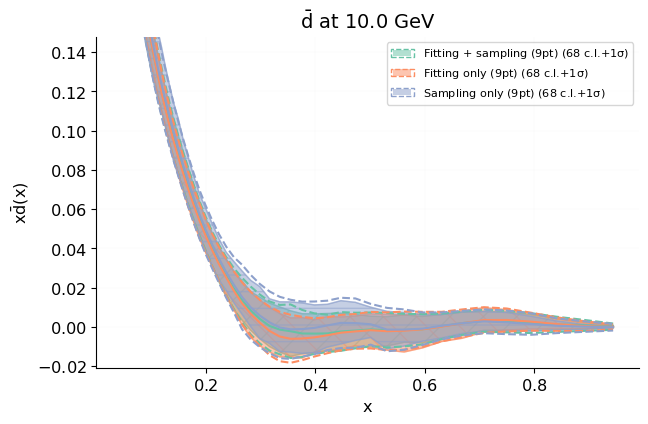 d̄ at 10.0 GeV
Fitting + sampling (9pt) (68 c.l.+1σ)
Fitting only (9pt) (68 c.l.+1σ)
Sampling only (9pt) (68 c.l.+1σ)
0.14
0.12
0.10
0.08
0.06
0.04
0.02
0.00
−0.02
xd̄(x)
0.2 0.4 0.6 0.8
x